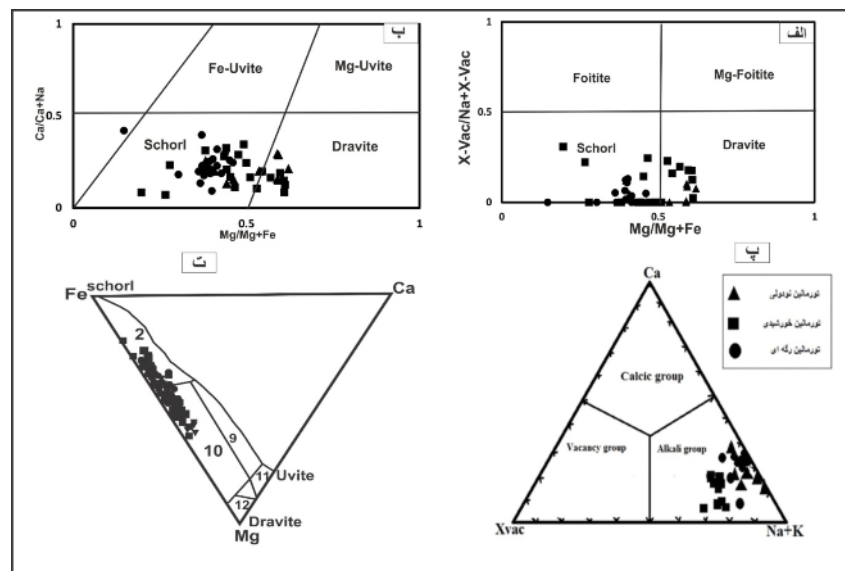 الف
1
X-Vac/Na+X-Vac
Foitite
Mg-Foitite
0.5
Schorl
Dravite
0
0
0.5
1
Mg/Mg+Fe
ب
1
Ca/Ca+Na
Fe-Uvite
Mg-Uvite
0.5
Schorl
Dravite
0
0
0.5
1
Mg/Mg+Fe
پ
Ca
Calcic group
Vacancy group
Alkali group
Xvac
Na+K
تورمالین نودولی
تورمالین خورشیدی
تورمالین رگه ای
ت
Fe
schorl
Ca
2
10
9
11
Uvite
12
Dravite
Mg